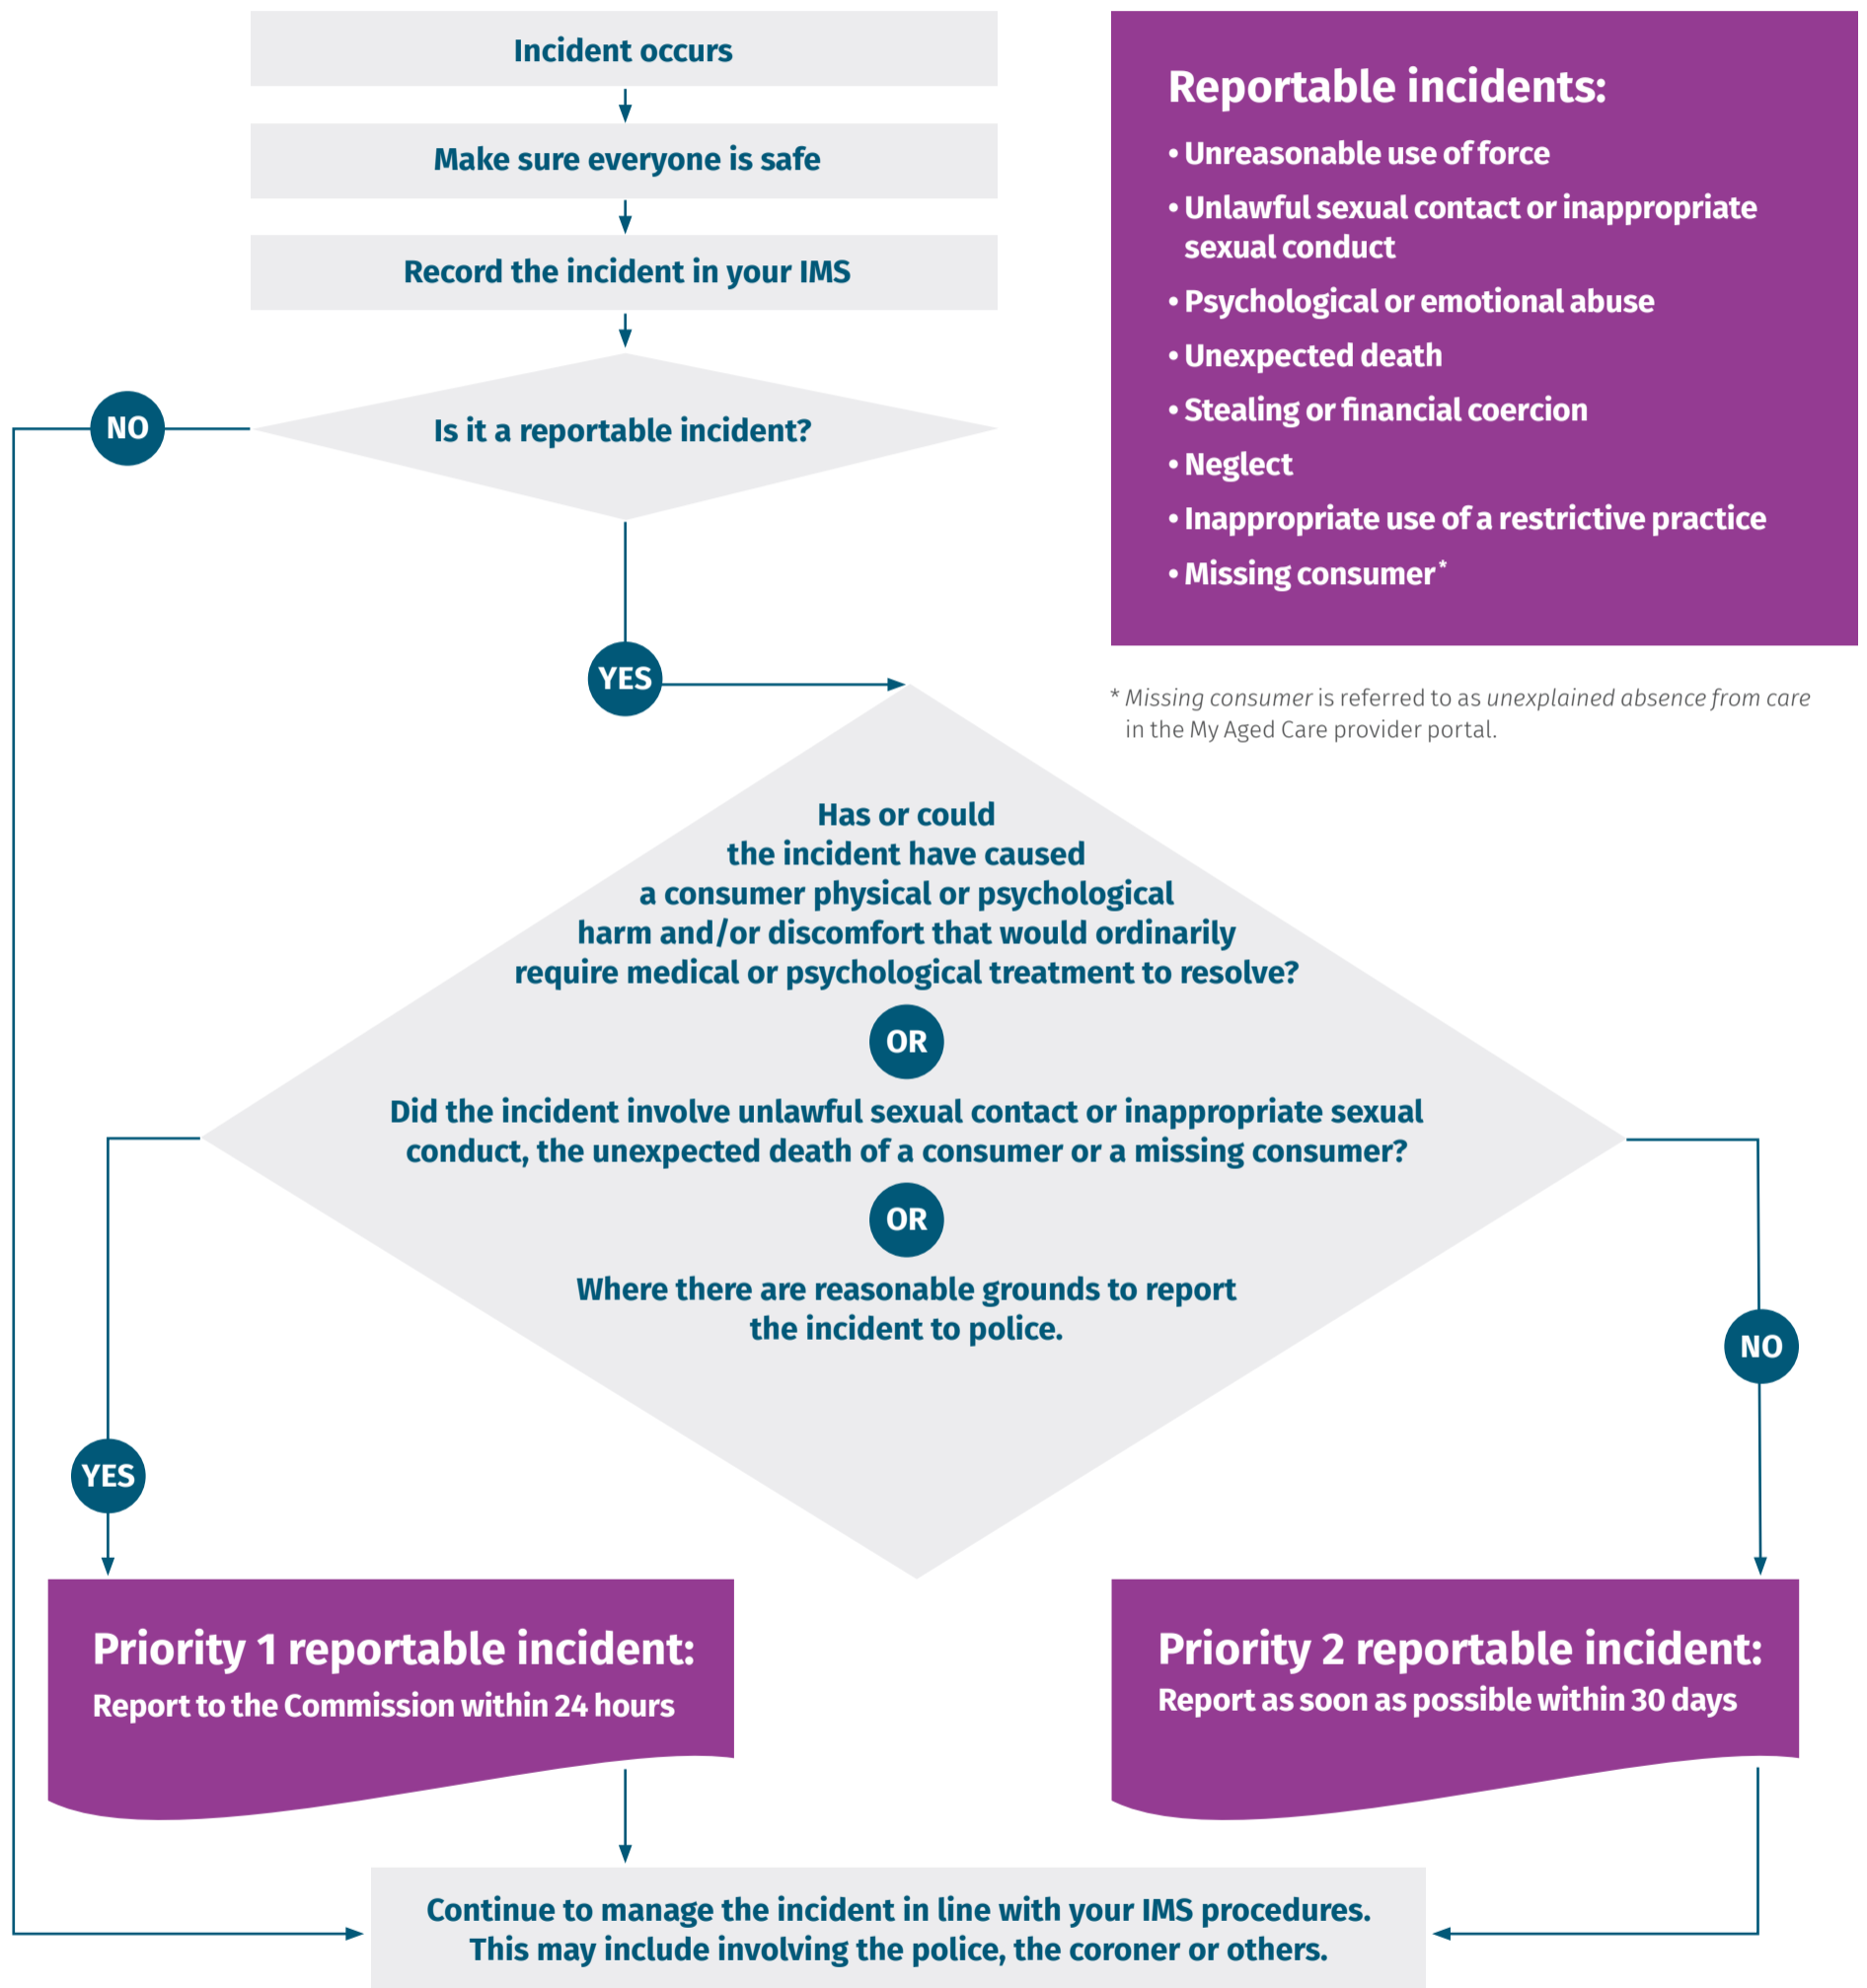 Incident occurs
Make sure everyone is safe
Record the incident in your IMS
Is it a reportable incident?
NO
YES
Reportable incidents:
• Unreasonable use of force
• Unlawful sexual contact or inappropriate
sexual conduct
• Psychological or emotional abuse
• Unexpected death
• Stealing or financial coercion
• Neglect
• Inappropriate use of a restrictive practice
• Missing consumer*
* Missing consumer is referred to as unexplained absence from care
in the My Aged Care provider portal.
Has or could
the incident have caused
a consumer physical or psychological
harm and/or discomfort that would ordinarily
require medical or psychological treatment to resolve?
OR
Did the incident involve unlawful sexual contact or inappropriate sexual
conduct, the unexpected death of a consumer or a missing consumer?
OR
Where there are reasonable grounds to report
the incident to police.
YES
NO
Priority 1 reportable incident:
Report to the Commission within 24 hours
Priority 2 reportable incident:
Report as soon as possible within 30 days
Continue to manage the incident in line with your IMS procedures.
This may include involving the police, the coroner or others.